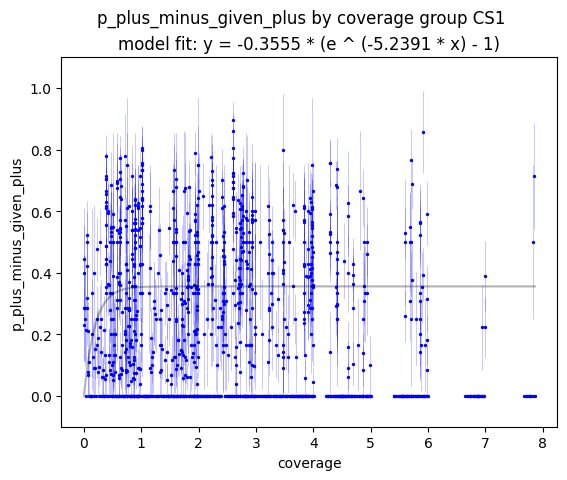 p_plus_minus_given_plus by coverage group CS1
model fit: y = -0.3555 * (e ^ (-5.2391 * x) - 1)
p_plus_minus_given_plus
1.0
0.8
0.6
0.4
0.2
0.0
0 1 2 3 4 5 6 7 8
coverage